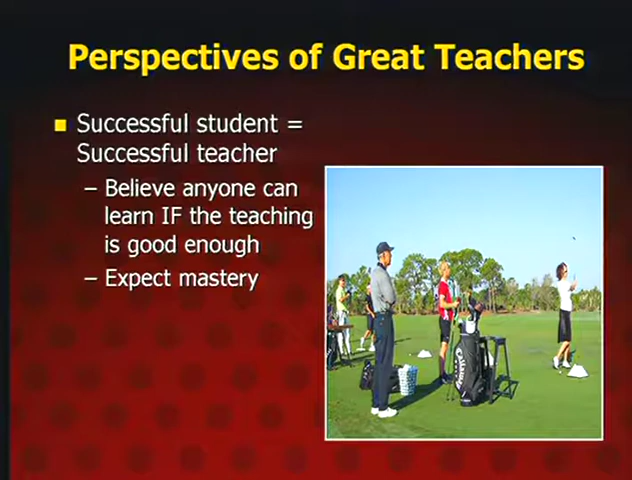 Perspectives of Great Teachers
Successful student =
Successful teacher
– Believe anyone can
learn IF the teaching
is good enough
– Expect mastery
Callaway